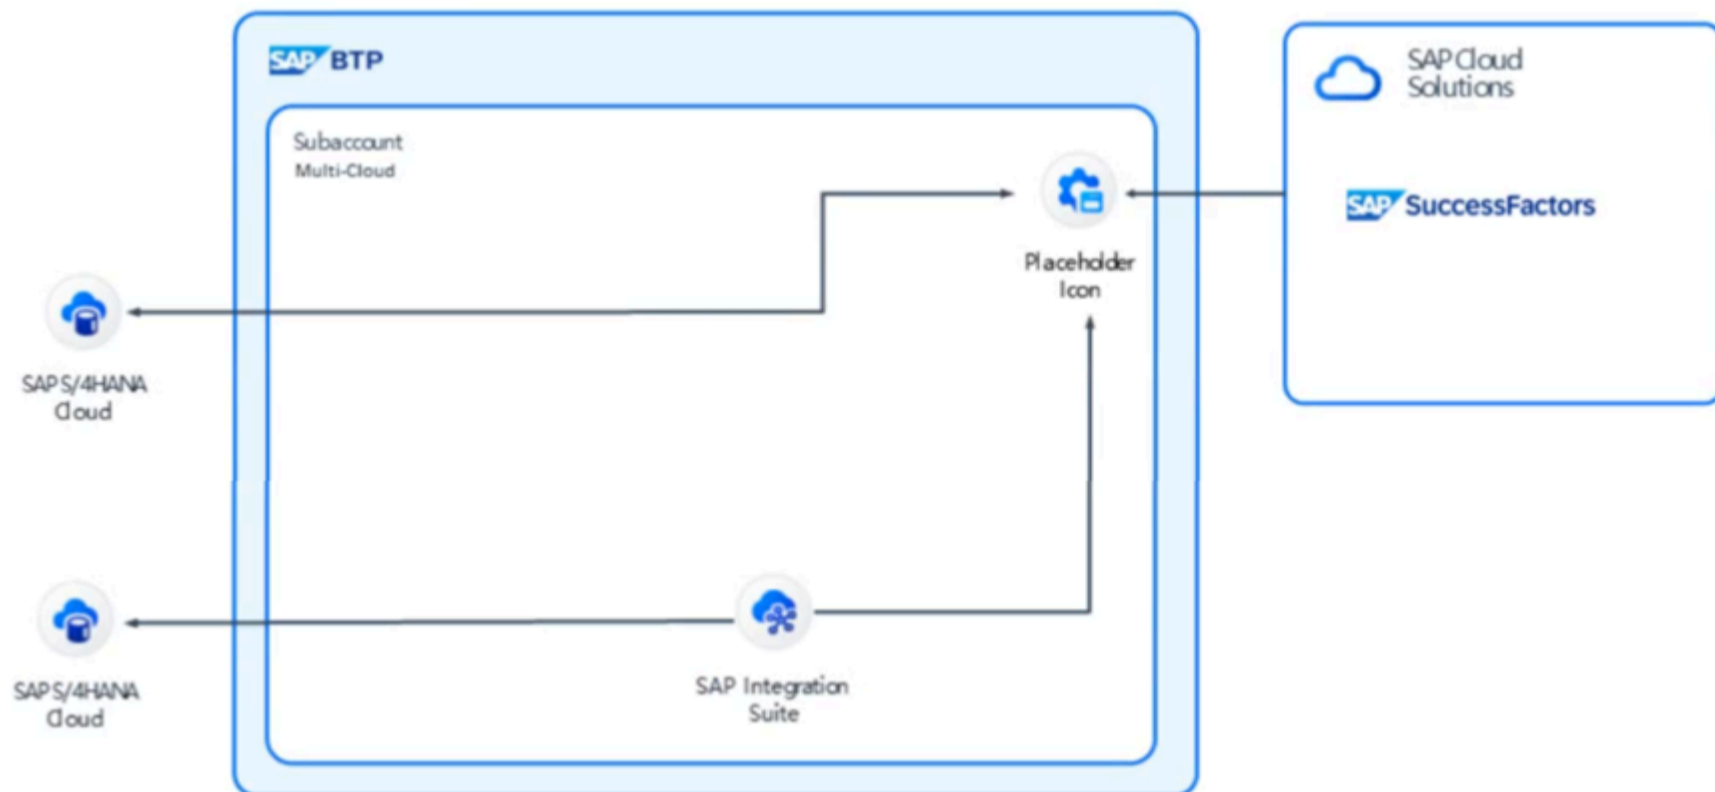 SAP BTP
Subaccount
Multi-Cloud
SAP Cloud
Solutions
SAP SuccessFactors
Placeholder
Icon
SAP S/4HANA
Cloud
SAP Integration
Suite
SAP S/4HANA
Cloud